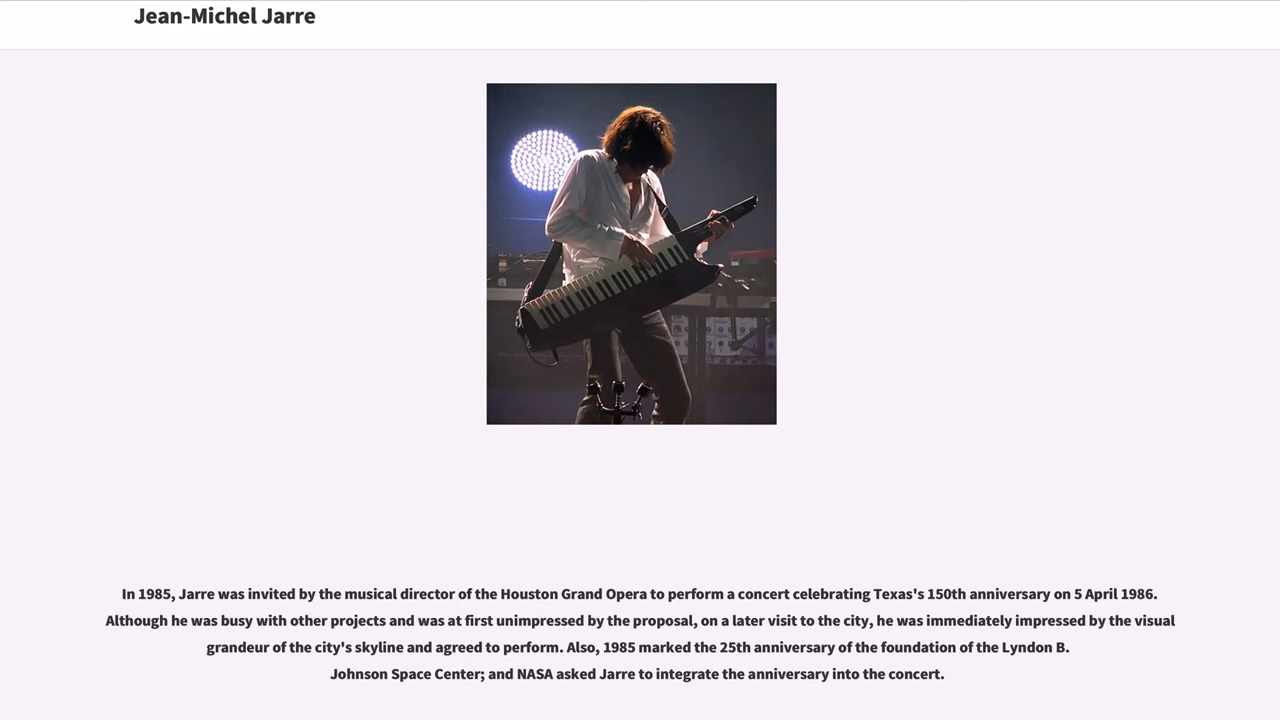 Jean-Michel Jarre
In 1985, Jarre was invited by the musical director of the Houston Grand Opera to perform a concert celebrating Texas's 150th anniversary on 5 April 1986.
Although he was busy with other projects and was at first unimpressed by the proposal, on a later visit to the city, he was immediately impressed by the visual
grandeur of the city's skyline and agreed to perform. Also, 1985 marked the 25th anniversary of the foundation of the Lyndon B.
Johnson Space Center; and NASA asked Jarre to integrate the anniversary into the concert.